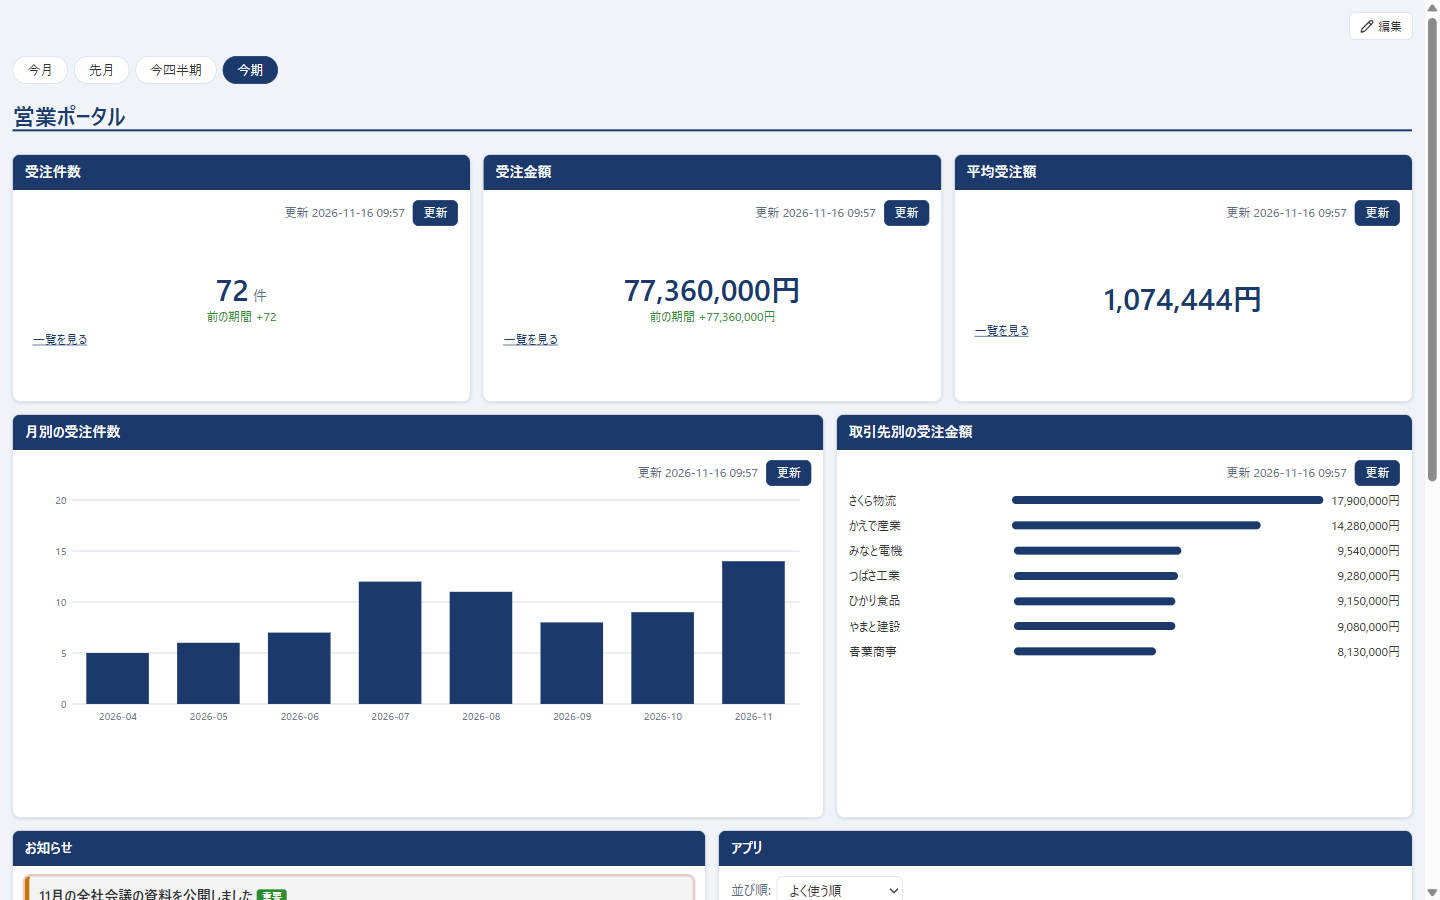 編集
今月 先月 今四半期 今期
営業ポータル
受注件数
更新 2026-11-16 09:57 更新
72 件
前の期間 +72
一覧を見る
受注金額
更新 2026-11-16 09:57 更新
77,360,000円
前の期間 +77,360,000円
一覧を見る
平均受注額
更新 2026-11-16 09:57 更新
1,074,444円
一覧を見る
月別の受注件数
更新 2026-11-16 09:57 更新
20
15
10
5
0
2026-04 2026-05 2026-06 2026-07 2026-08 2026-09 2026-10 2026-11
取引先別の受注金額
更新 2026-11-16 09:57 更新
さくら物流 17,900,000円
かえで産業 14,280,000円
みなと電機 9,540,000円
つばさ工業 9,280,000円
ひかり食品 9,150,000円
やまと建設 9,080,000円
青葉商事 8,130,000円
お知らせ
11月の全社会議の資料を公開しました 重要
アプリ
並び順: よく使う順